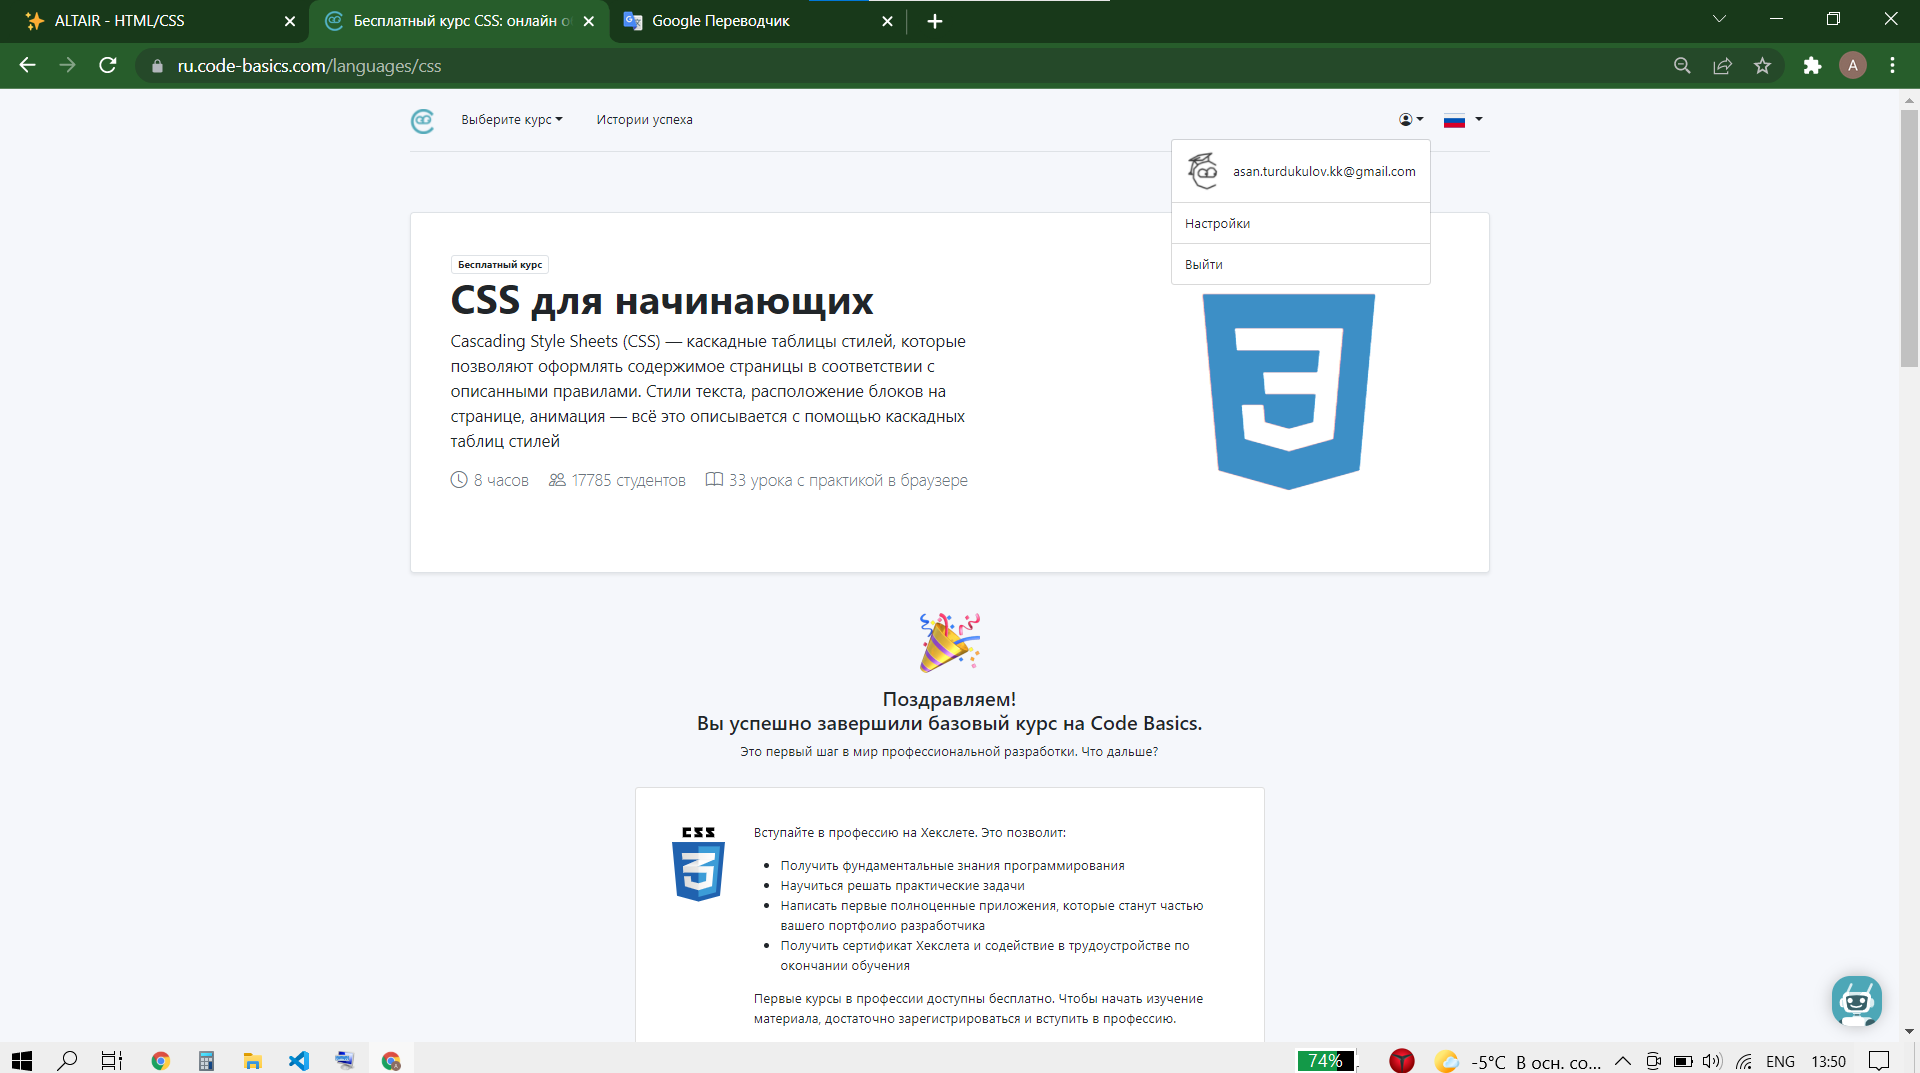 ALTAIR - HTML/CSS
Бесплатный курс CSS: онлайн о
Google Переводчик
ru.code-basics.com/languages/css
A
Выберите курс
Истории успеха
asan.turdukulov.kk@gmail.com
Настройки
Выйти
Бесплатный курс
CSS для начинающих
Cascading Style Sheets (CSS) — каскадные таблицы стилей, которые
позволяют оформлять содержимое страницы в соответствии с
описанными правилами. Стили текста, расположение блоков на
странице, анимация — всё это описывается с помощью каскадных
таблиц стилей
8 часов
17785 студентов
33 урока с практикой в браузере
Поздравляем!
Вы успешно завершили базовый курс на Code Basics.
Это первый шаг в мир профессиональной разработки. Что дальше?
CSS
Вступайте в профессию на Хекслете. Это позволит:
Получить фундаментальные знания программирования
Научиться решать практические задачи
Написать первые полноценные приложения, которые станут частью
вашего портфолио разработчика
Получить сертификат Хекслета и содействие в трудоустройстве по
окончании обучения
Первые курсы в профессии доступны бесплатно. Чтобы начать изучение
материала, достаточно зарегистрироваться и вступить в профессию.
74%
-5°C В осн. со...
ENG
13:50